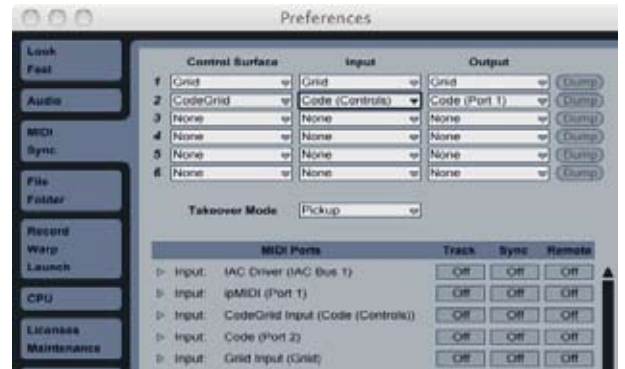 Preferences
Look
Feel
Audio
MIDI
Sync
File
Folder
Record
Warp
Launch
CPU
Licenses
Maintenance
Control Surface Input Output
1 Grid Grid Grid Dump
2 CodeGrid Code (Controls) Code (Port 1) Dump
3 None None None Dump
4 None None None Dump
5 None None None Dump
6 None None None Dump
Takeover Mode Pickup
MIDI Ports Track Sync Remote
Input: IAC Driver (IAC Bus 1) Off Off Off
Input: ipMIDI (Port 1) Off Off Off
Input: CodeGrid Input (Code (Controls)) Off Off Off
Input: Code (Port 2) Off Off Off
Input: Grid Input (Grid) Off Off Off